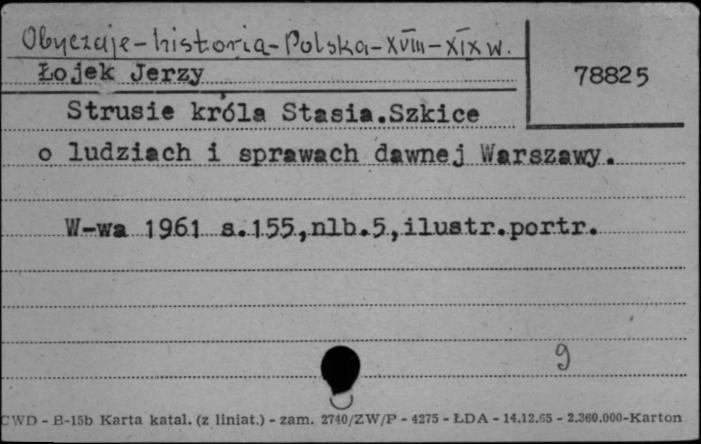 Obyczaje-historia-Polska-XVIII-XIX w.
Łojek Jerzy
78825
Strusie króla Stasia.Szkice
o ludziach i sprawach dawnej Warszawy.
W-wa 1961 s.155,nlb.5,ilustr.portr.
9
CWD - B-15b Karta katal. (z liniat.) - zam. 2740/ZW/P - 4275 - ŁDA - 14.12.65 - 2.360.000-Karton